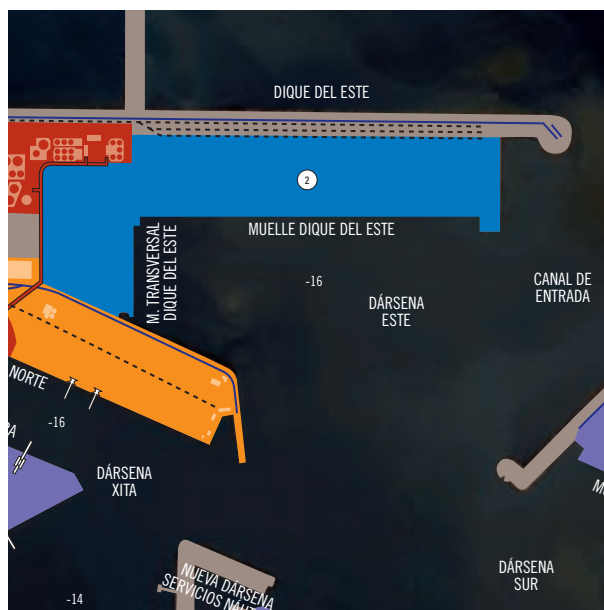 DIQUE DEL ESTE
2
MUELLE DIQUE DEL ESTE
M. TRANSVERSAL
DIQUE DEL ESTE
-16
CANAL DE
ENTRADA
DÁRSENA
ESTE
NORTE
-16
DÁRSENA
XITA
DÁRSENA
SUR
NUEVA DÁRSENA
SERVICIOS
-14